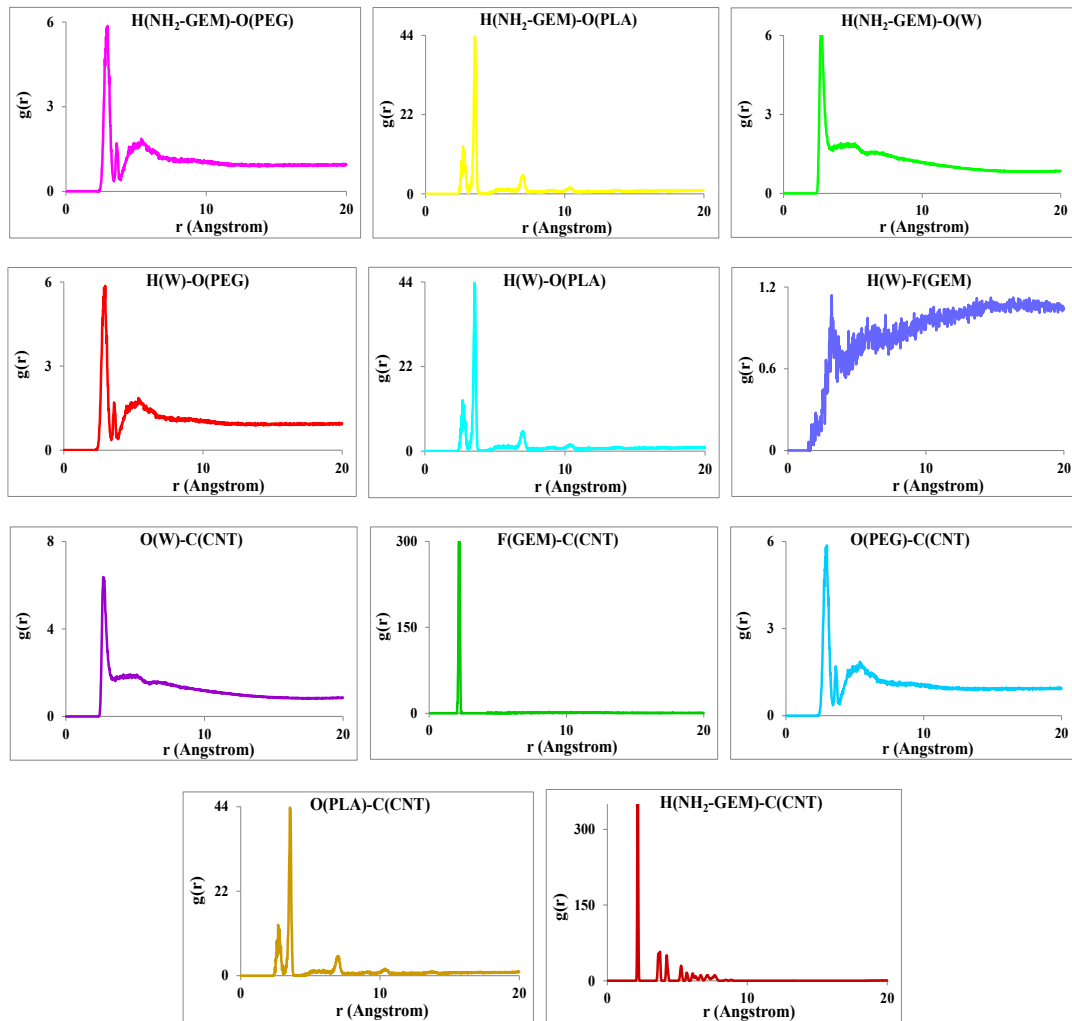 H(NH₂-GEM)-O(PEG)
6
3
0
g(r)
0
10
20
r (Angstrom)
H(NH₂-GEM)-O(PLA)
44
22
0
g(r)
0
10
20
r (Angstrom)
H(NH₂-GEM)-O(W)
6
3
0
g(r)
0
10
20
r (Angstrom)
H(W)-O(PEG)
6
3
0
g(r)
0
10
20
r (Angstrom)
H(W)-O(PLA)
44
22
0
g(r)
0
10
20
r (Angstrom)
H(W)-F(GEM)
1.2
0.6
0
g(r)
0
10
20
r (Angstrom)
O(W)-C(CNT)
8
4
0
g(r)
0
10
20
r (Angstrom)
F(GEM)-C(CNT)
300
150
0
g(r)
0
10
20
r (Angstrom)
O(PEG)-C(CNT)
6
3
0
g(r)
0
10
20
r (Angstrom)
O(PLA)-C(CNT)
44
22
0
g(r)
0
10
20
r (Angstrom)
H(NH₂-GEM)-C(CNT)
300
150
0
g(r)
0
10
20
r (Angstrom)